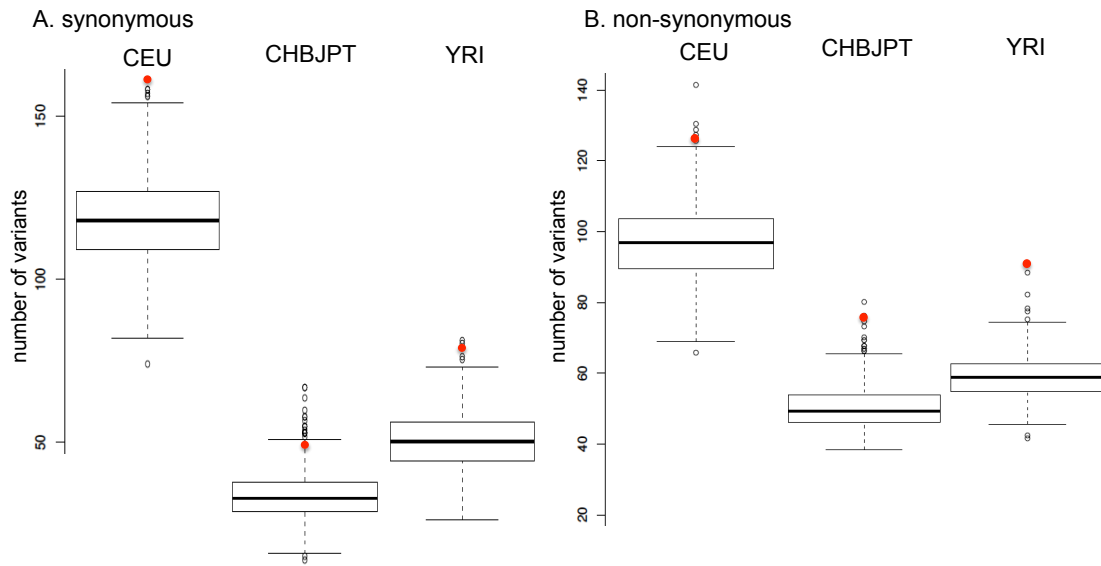 A. synonymous
CEU
CHBJPT
YRI
number of variants
150
100
50
B. non-synonymous
CEU
CHBJPT
YRI
number of variants
140
120
100
80
60
40
20